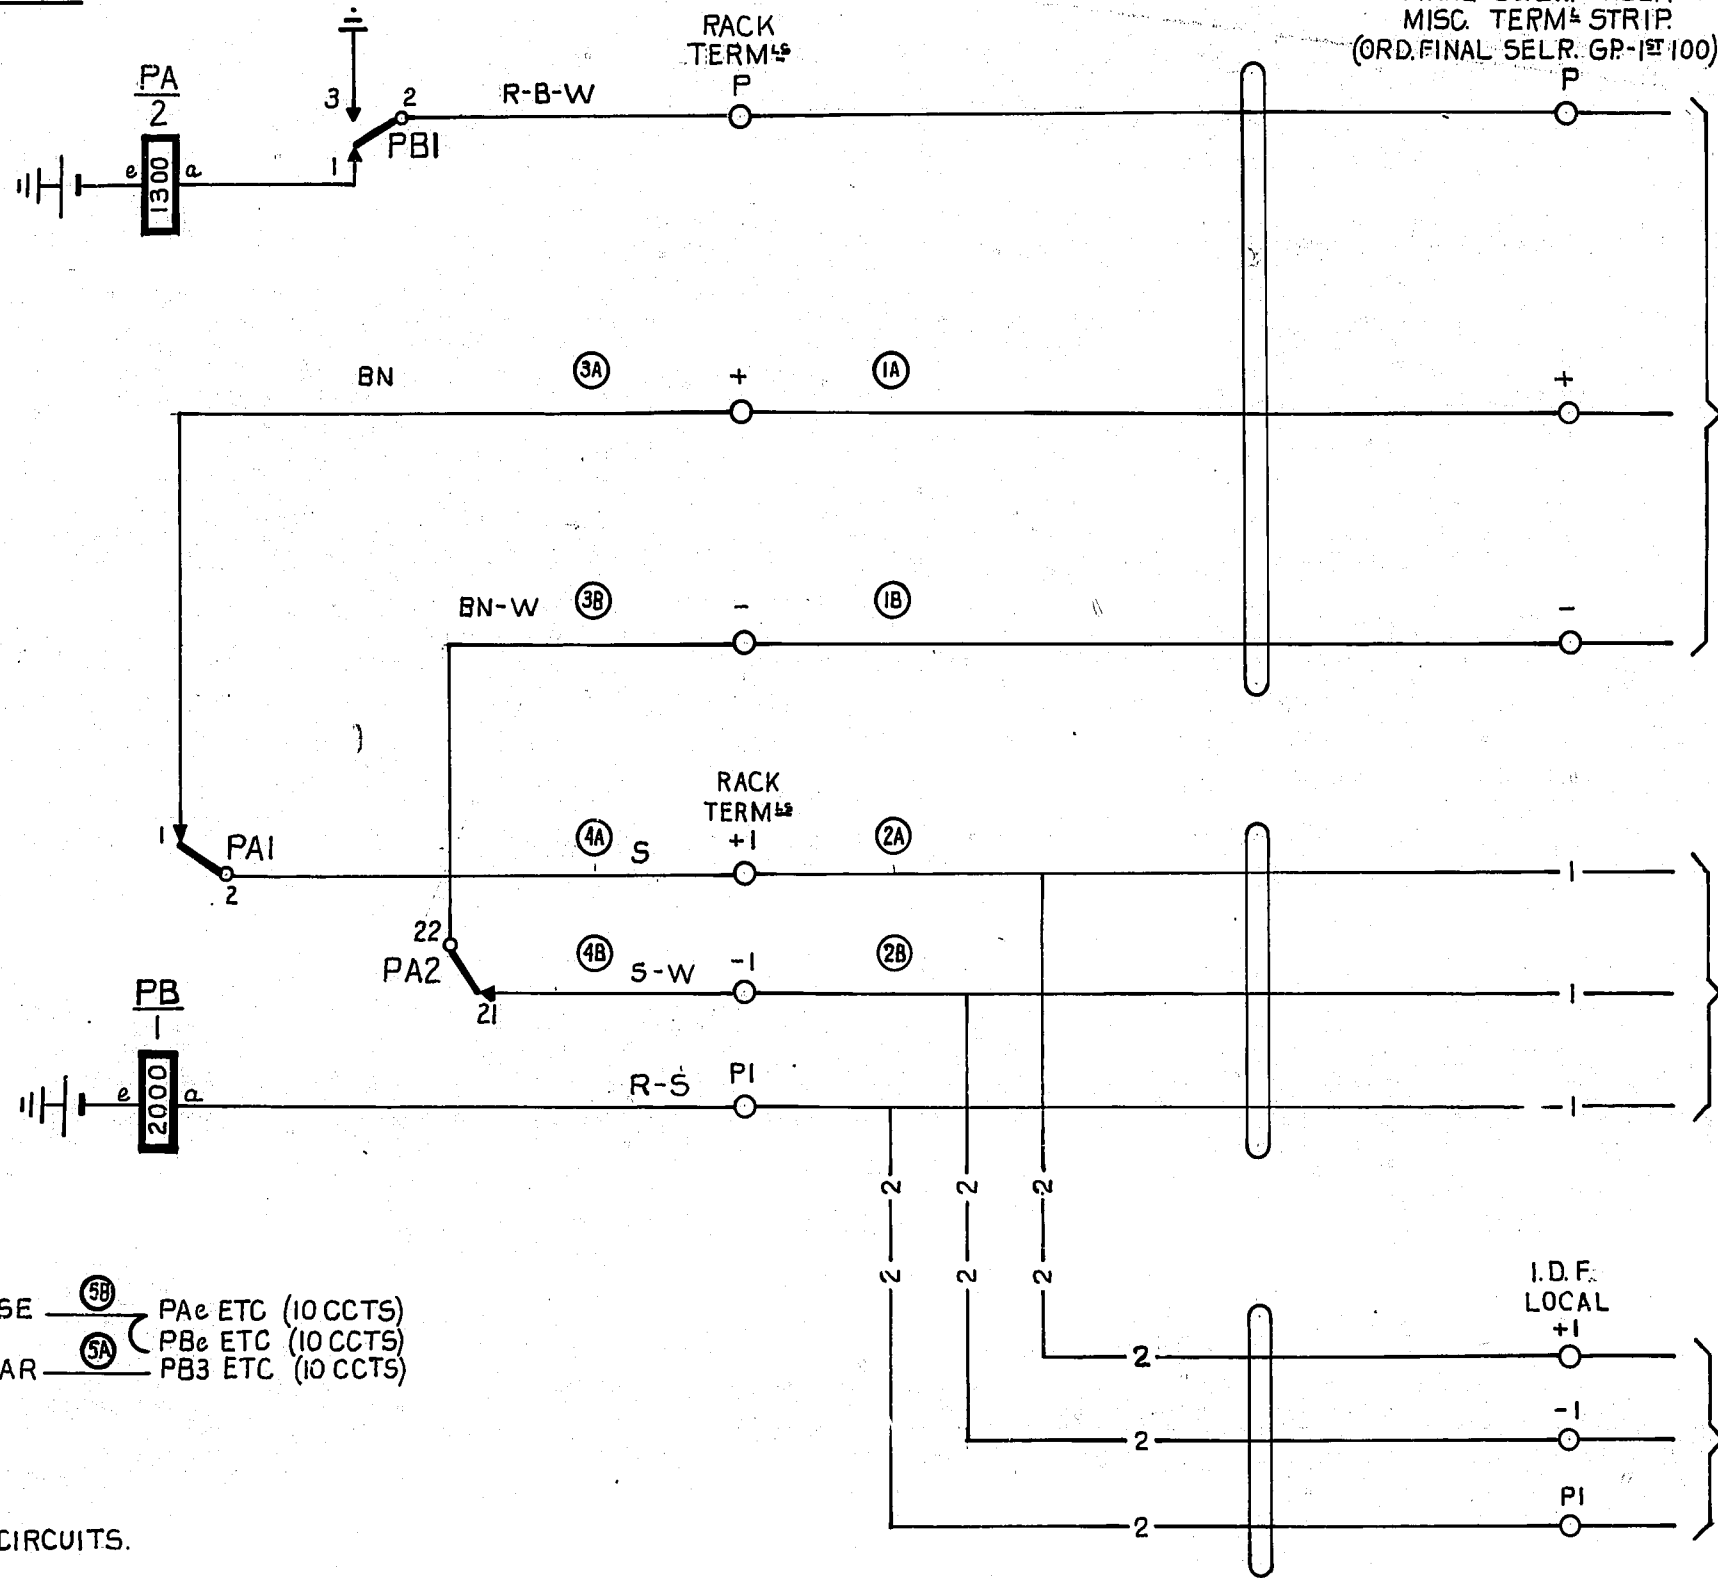 MISC. TERMᴸ STRIP.
(ORD. FINAL SELR. GP.-1ˢᵀ 100)
RACK
TERMᴸˢ
P
P
PA
2
3
2
R-B-W
PB1
1
e
1300
a
BN
3A
+
1A
+
BN-W
3B
-
1B
-
RACK
TERMᴸˢ
1
PA1
2
4A
S
+1
2A
1
22
PA2
21
4B
S-W
-1
2B
1
PB
1
e
2000
a
R-S
P1
1
2 2 2
2 2 2
SE 5B PAe ETC (10 CCTS)
PBe ETC (10 CCTS)
AR 5A PB3 ETC (10 CCTS)
I.D.F.
LOCAL
2
+1
2
-1
2
P1
CIRCUITS.